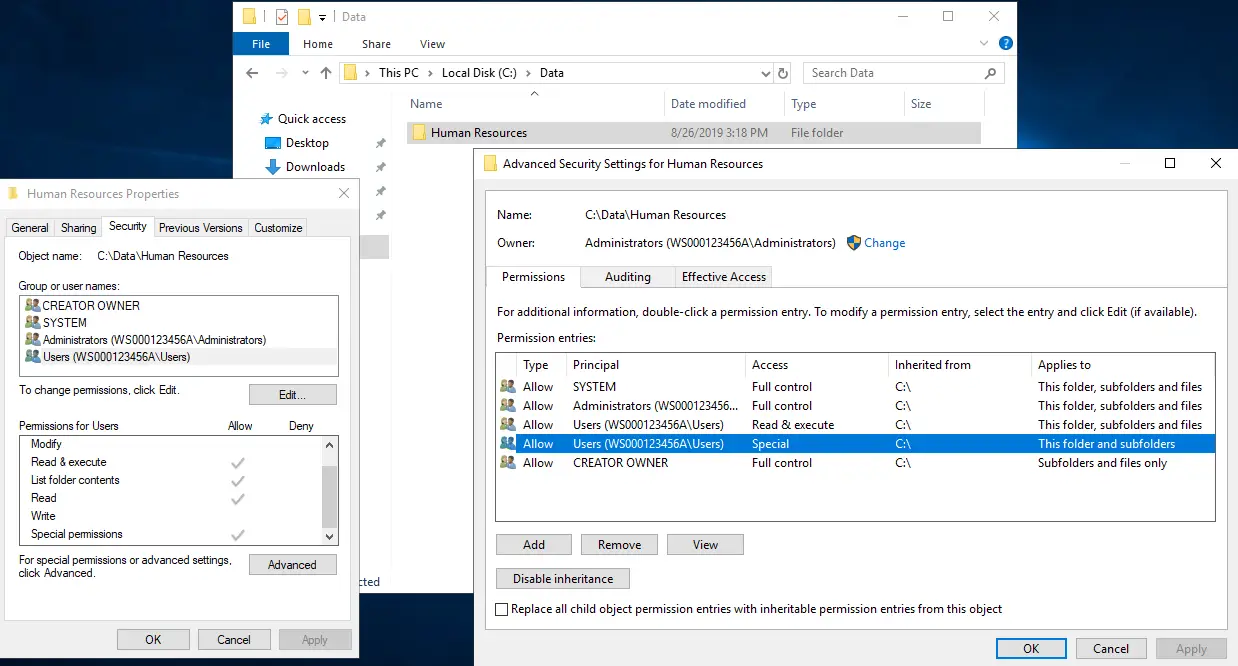 Data
File Home Share View
This PC Local Disk (C:) Data
Search Data
Name Date modified Type Size
Quick access
Desktop
Downloads
Human Resources 8/26/2019 3:18 PM File folder
cted
Human Resources Properties
General Sharing Security Previous Versions Customize
Object name: C:\Data\Human Resources
Group or user names:
CREATOR OWNER
SYSTEM
Administrators (WS000123456A\Administrators)
Users (WS000123456A\Users)
To change permissions, click Edit.
Edit...
Permissions for Users Allow Deny
Modify
Read & execute
List folder contents
Read
Write
Special permissions
For special permissions or advanced settings,
click Advanced.
Advanced
OK Cancel Apply
Advanced Security Settings for Human Resources
Name: C:\Data\Human Resources
Owner: Administrators (WS000123456A\Administrators) Change
Permissions Auditing Effective Access
For additional information, double-click a permission entry. To modify a permission entry, select the entry and click Edit (if available).
Permission entries:
Type Principal Access Inherited from Applies to
Allow SYSTEM Full control C:\ This folder, subfolders and files
Allow Administrators (WS000123456... Full control C:\ This folder, subfolders and files
Allow Users (WS000123456A\Users) Read & execute C:\ This folder, subfolders and files
Allow Users (WS000123456A\Users) Special C:\ This folder and subfolders
Allow CREATOR OWNER Full control C:\ Subfolders and files only
Add Remove View
Disable inheritance
Replace all child object permission entries with inheritable permission entries from this object
OK Cancel Apply